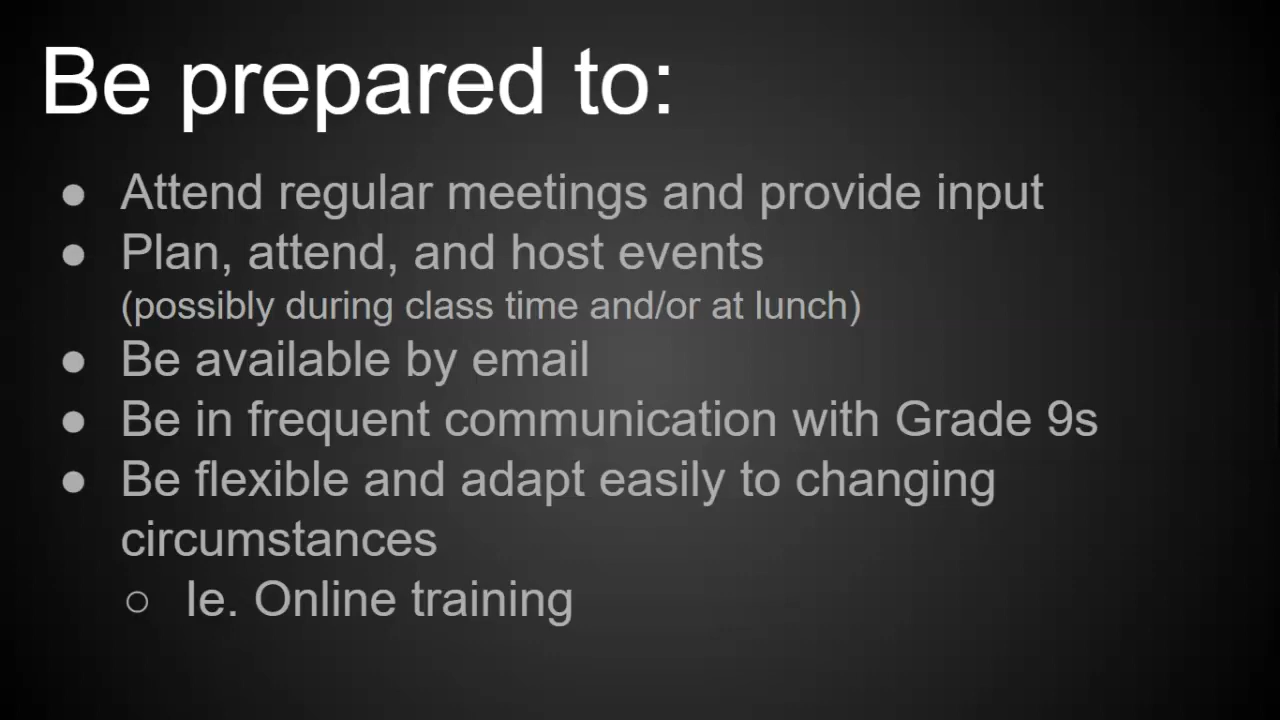 Be prepared to:
● Attend regular meetings and provide input
● Plan, attend, and host events
(possibly during class time and/or at lunch)
● Be available by email
● Be in frequent communication with Grade 9s
● Be flexible and adapt easily to changing
circumstances
○ Ie. Online training